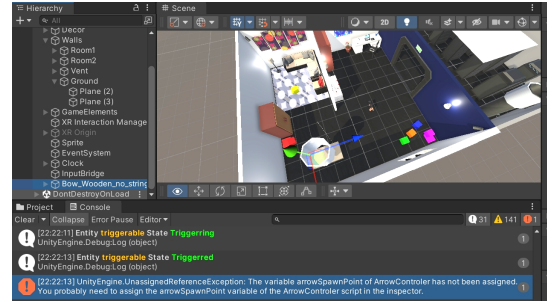 Hierarchy
Scene
All
2D
Decor
Walls
Room1
Room2
Vent
Ground
Plane (2)
Plane (3)
GameElements
XR Interaction Manage
XR Origin
Sprite
EventSystem
Clock
InputBridge
Bow_Wooden_no_string
DontDestroyOnLoad
Project
Console
Clear
Collapse
Error Pause
Editor
31
141
1
[22:22:11] Entity triggerable State Triggerring
UnityEngine.Debug:Log (object)
1
[22:22:13] Entity triggerable State Triggerred
UnityEngine.Debug:Log (object)
1
[22:22:13] UnityEngine.UnassignedReferenceException: The variable arrowSpawnPoint of ArrowControler has not been assigned.
You probably need to assign the arrowSpawnPoint variable of the ArrowControler script in the inspector.
1